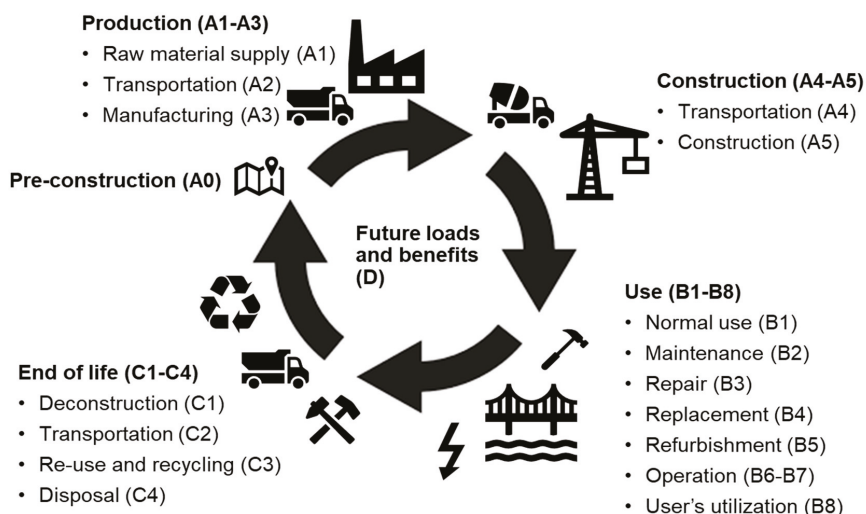 Production (A1-A3)
• Raw material supply (A1)
• Transportation (A2)
• Manufacturing (A3)
Construction (A4-A5)
• Transportation (A4)
• Construction (A5)
Pre-construction (A0)
Future loads
and benefits
(D)
Use (B1-B8)
• Normal use (B1)
• Maintenance (B2)
• Repair (B3)
• Replacement (B4)
• Refurbishment (B5)
• Operation (B6-B7)
• User's utilization (B8)
End of life (C1-C4)
• Deconstruction (C1)
• Transportation (C2)
• Re-use and recycling (C3)
• Disposal (C4)